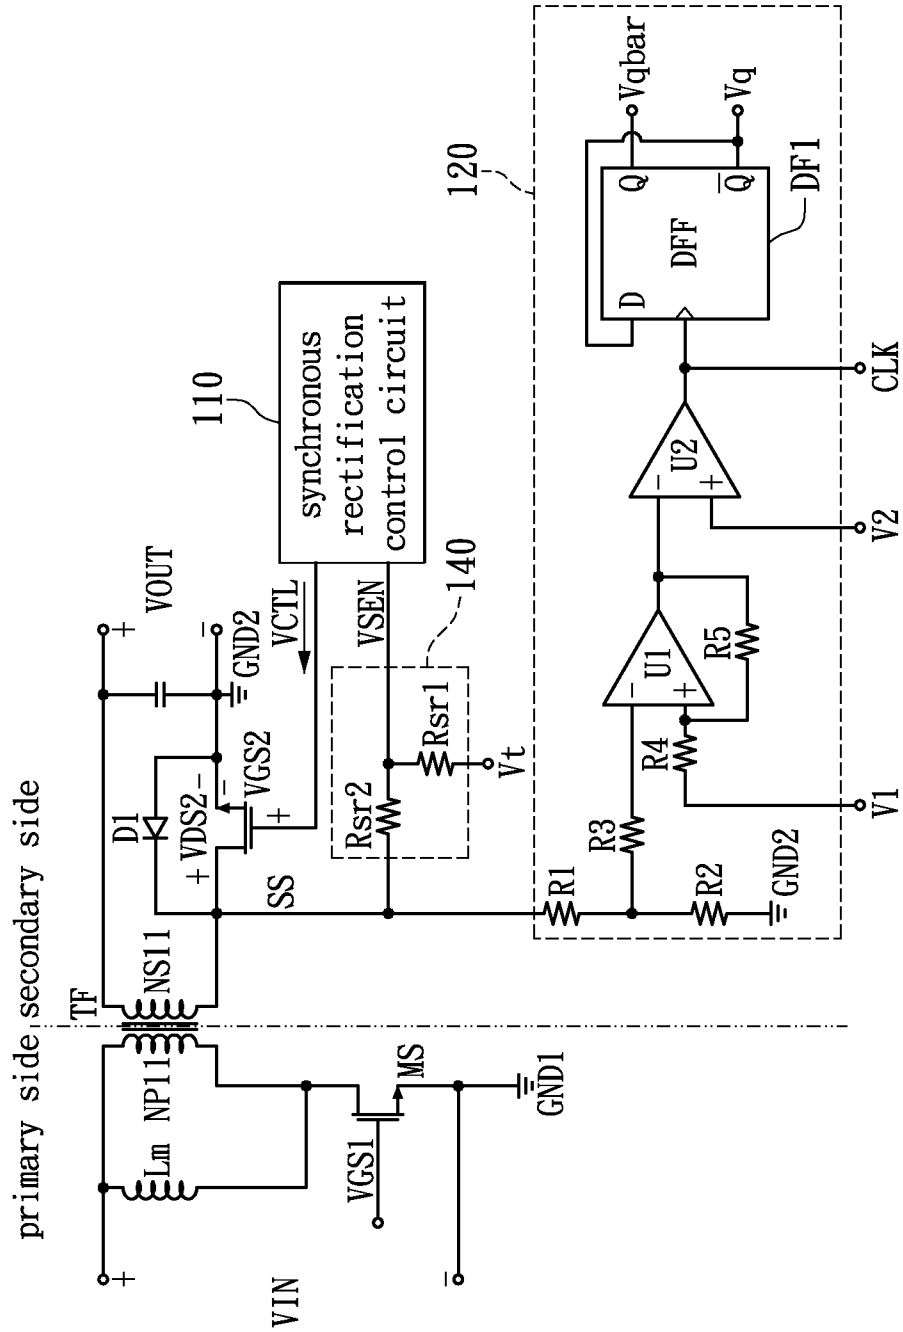 primary side
secondary side
VIN
+
−
Lm
NP11
TF
NS11
VGS1
MS
GND1
D1
+
VDS2
−
−
VGS2
+
SS
+
VOUT
−
GND2
VCTL
110
synchronous
rectification
control circuit
VSEN
140
Rsr2
Rsr1
Vt
120
R1
R2
GND2
R3
R4
R5
V1
−
+
U1
−
+
U2
V2
CLK
D
DFF
Q
Q
DF1
Vqbar
Vq